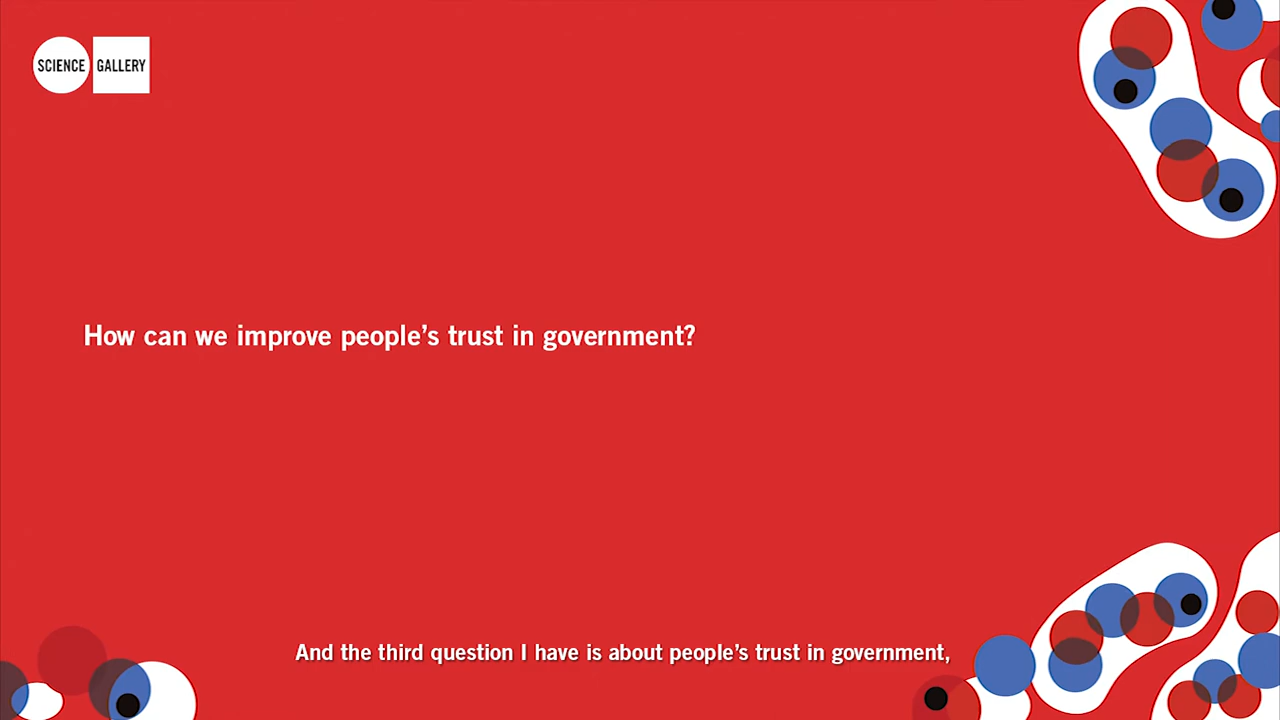 SCIENCE GALLERY
How can we improve people's trust in government?
And the third question I have is about people's trust in government,